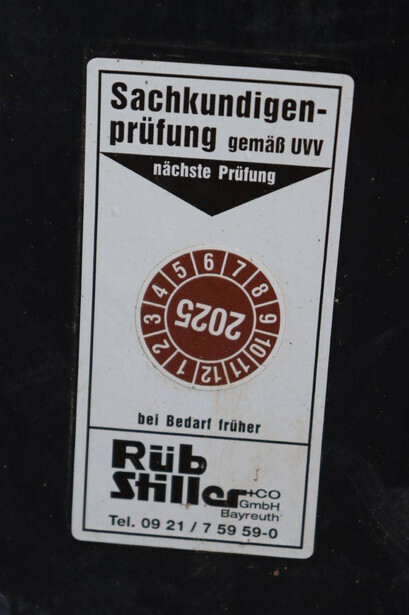 Sachkundigen-
prüfung gemäß UVV
nächste Prüfung
1 2 3 4 5 6 7 8 9 10 11 12
2025
bei Bedarf früher
Rüb
Stiller+CO
GmbH
Bayreuth
Tel. 09 21 / 7 59 59-0